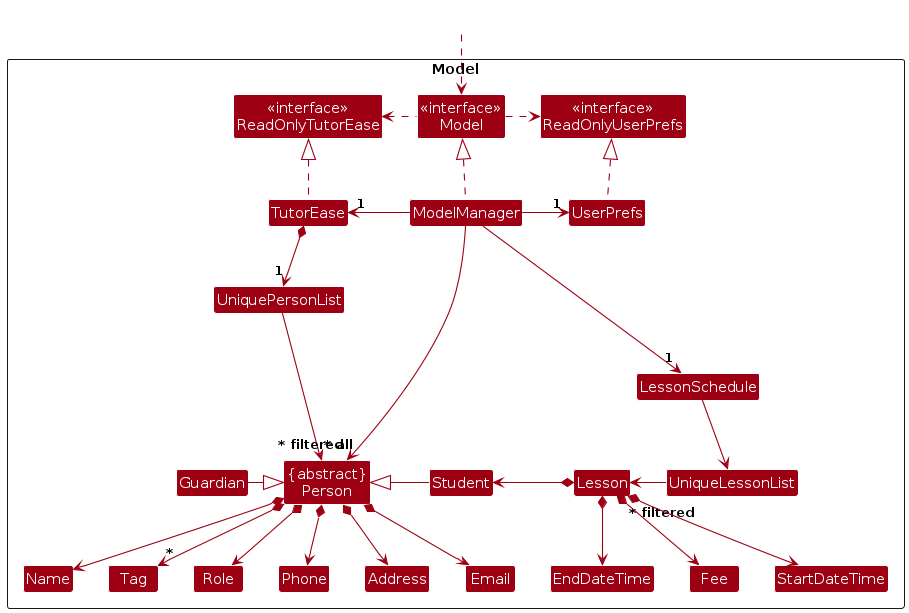 Model
«interface»
ReadOnlyTutorEase
«interface»
Model
«interface»
ReadOnlyUserPrefs
TutorEase
1
ModelManager
1
UserPrefs
1
UniquePersonList
1
LessonSchedule
* filtered
* all
Guardian
{abstract}
Person
Student
Lesson
UniqueLessonList
* filtered
*
Name
Tag
Role
Phone
Address
Email
EndDateTime
Fee
StartDateTime